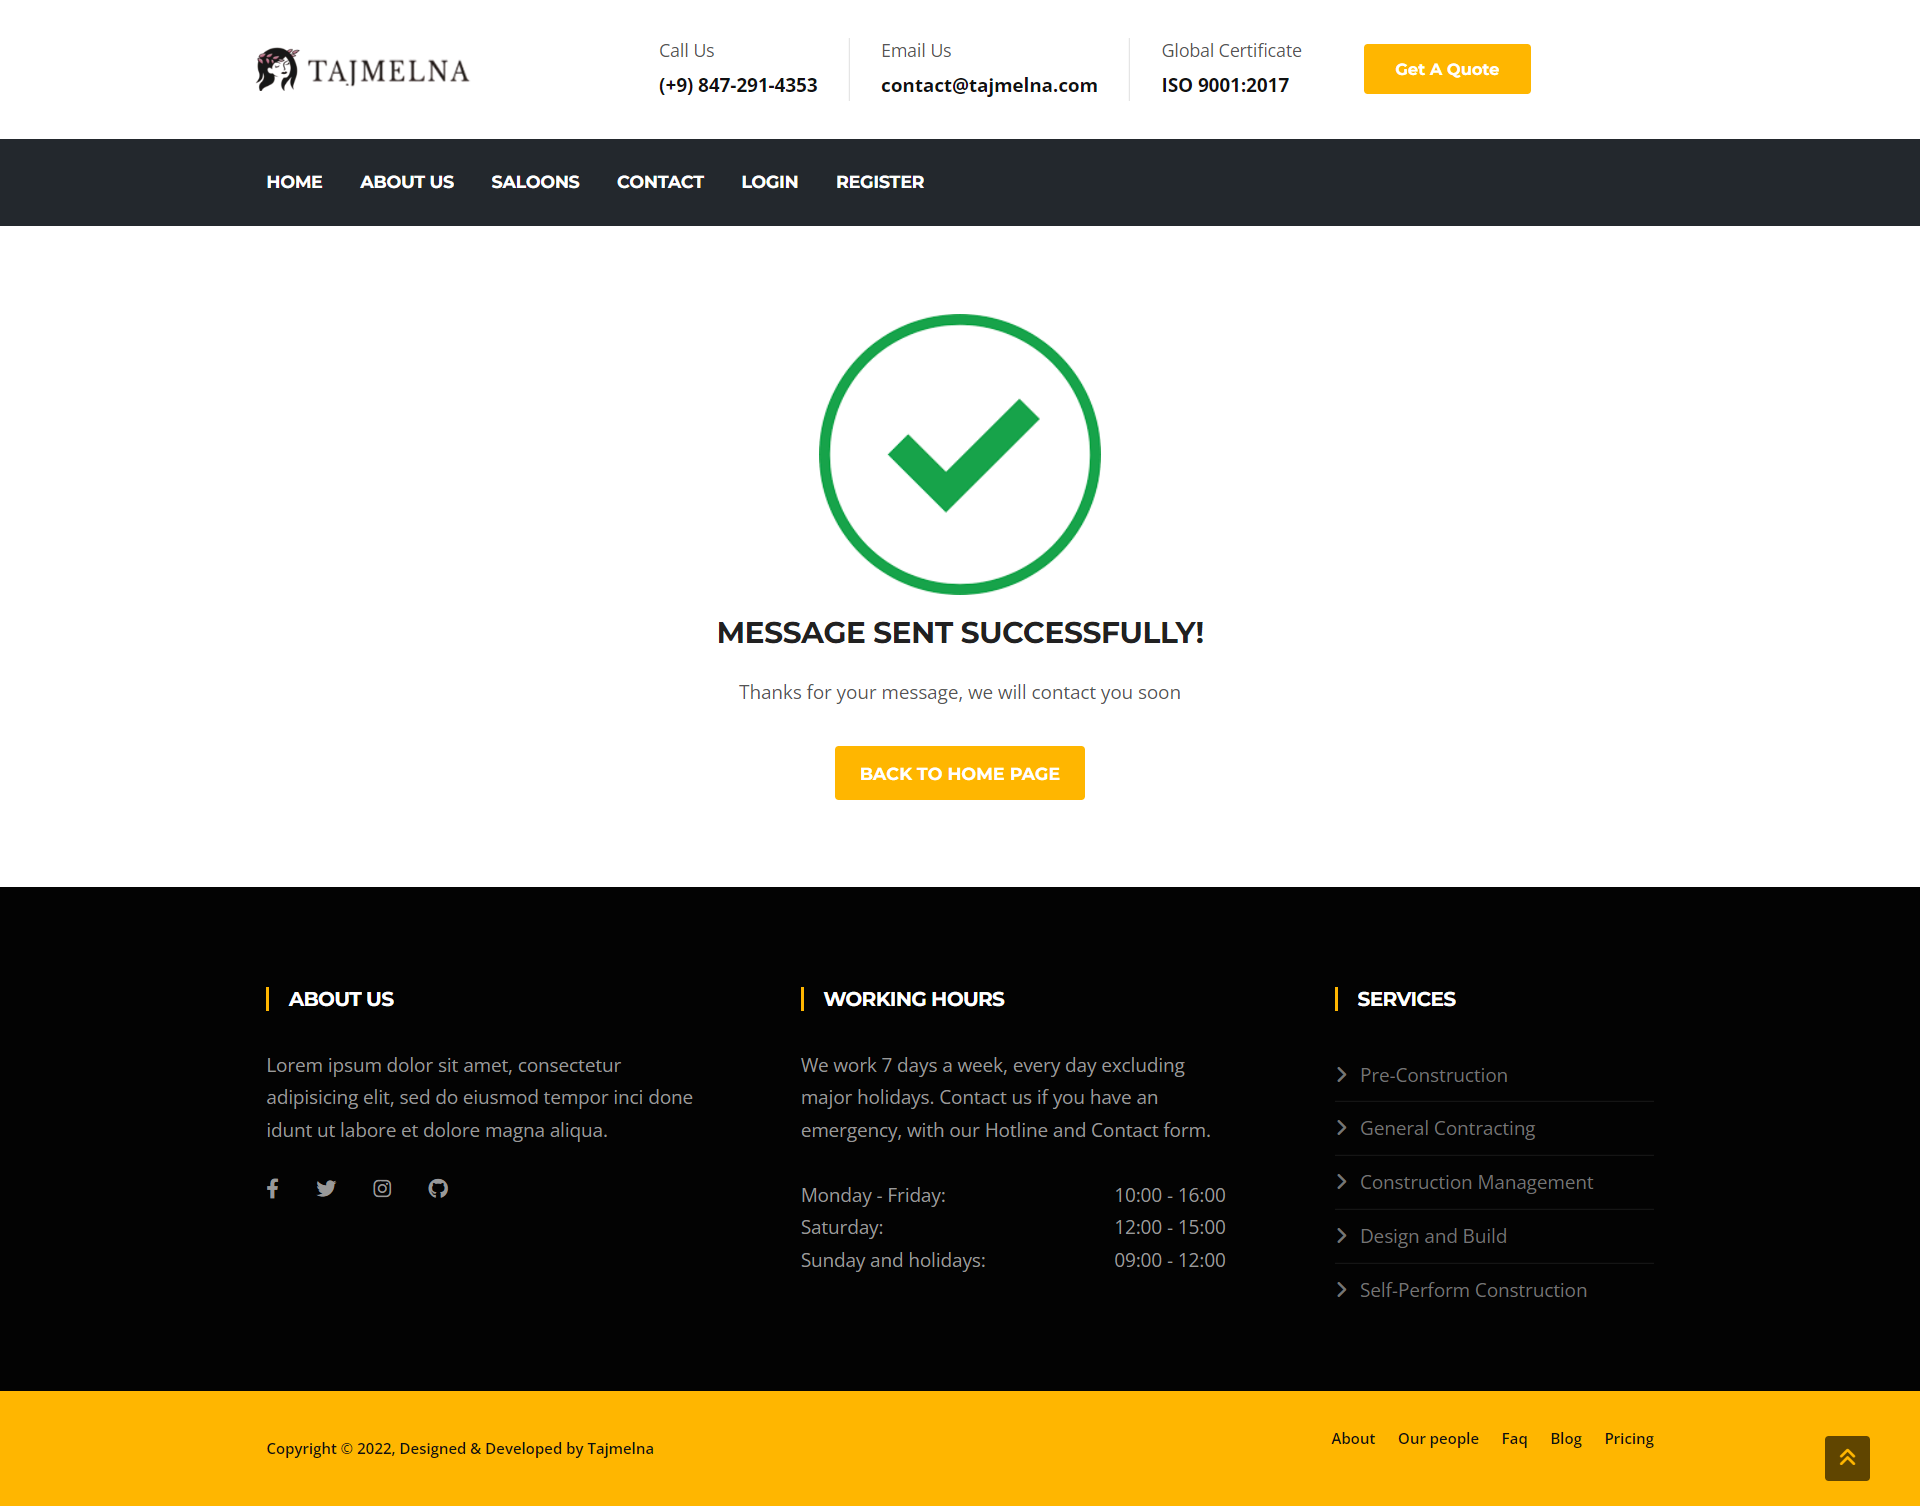 TAJMELNA
Call Us
(+9) 847-291-4353
Email Us
contact@tajmelna.com
Global Certificate
ISO 9001:2017
Get A Quote
HOME ABOUT US SALOONS CONTACT LOGIN REGISTER
MESSAGE SENT SUCCESSFULLY!
Thanks for your message, we will contact you soon
BACK TO HOME PAGE
ABOUT US
Lorem ipsum dolor sit amet, consectetur
adipisicing elit, sed do eiusmod tempor inci done
idunt ut labore et dolore magna aliqua.
WORKING HOURS
We work 7 days a week, every day excluding
major holidays. Contact us if you have an
emergency, with our Hotline and Contact form.
Monday - Friday: 10:00 - 16:00
Saturday: 12:00 - 15:00
Sunday and holidays: 09:00 - 12:00
SERVICES
Pre-Construction
General Contracting
Construction Management
Design and Build
Self-Perform Construction
Copyright © 2022, Designed & Developed by Tajmelna
About Our people Faq Blog Pricing